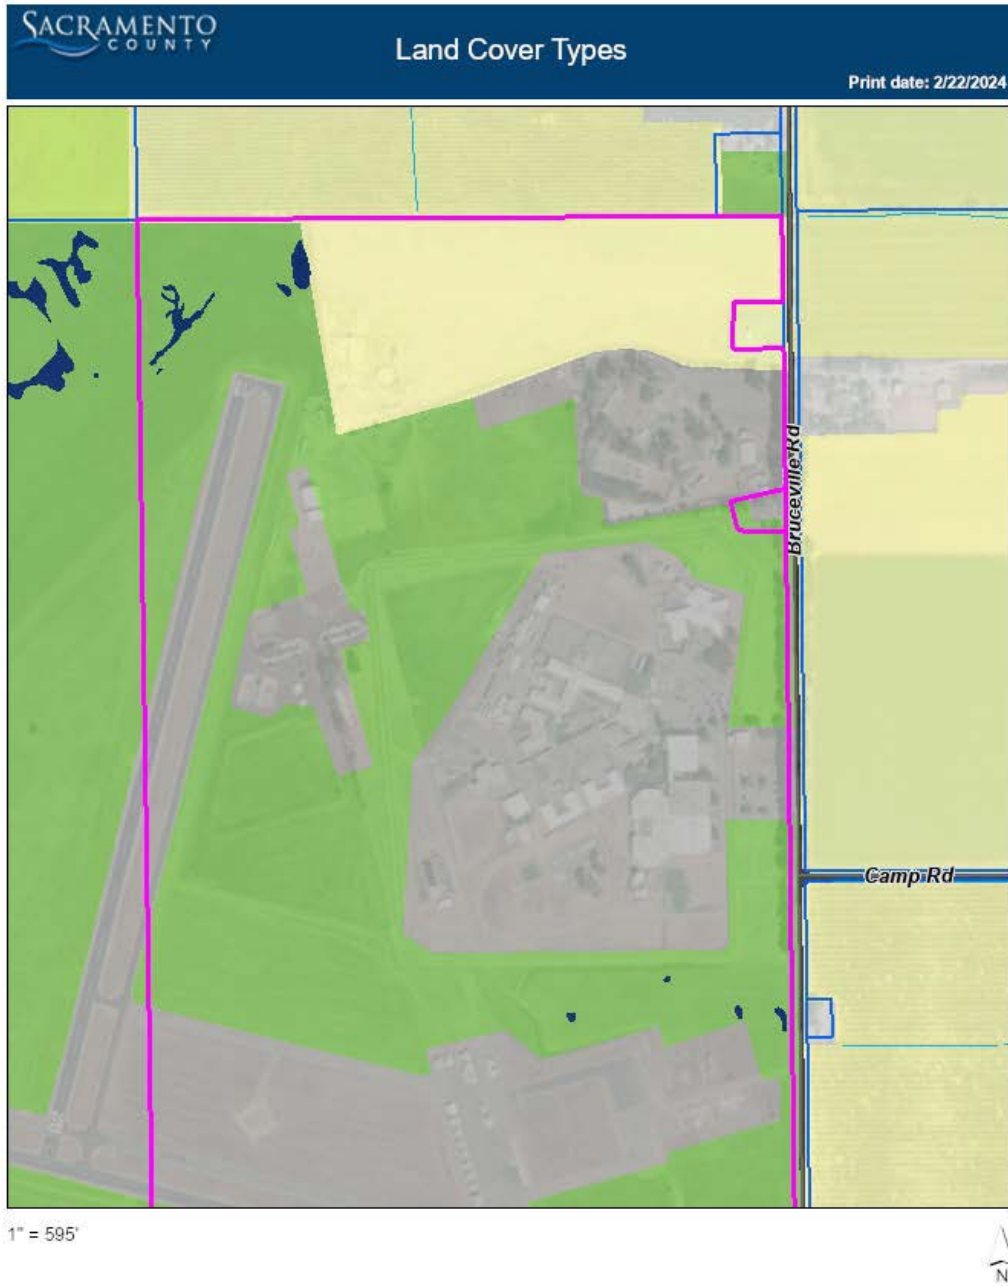 SACRAMENTO
COUNTY
Land Cover Types
Print date: 2/22/2024
Bruceville Rd
Camp Rd
1" = 595'
N